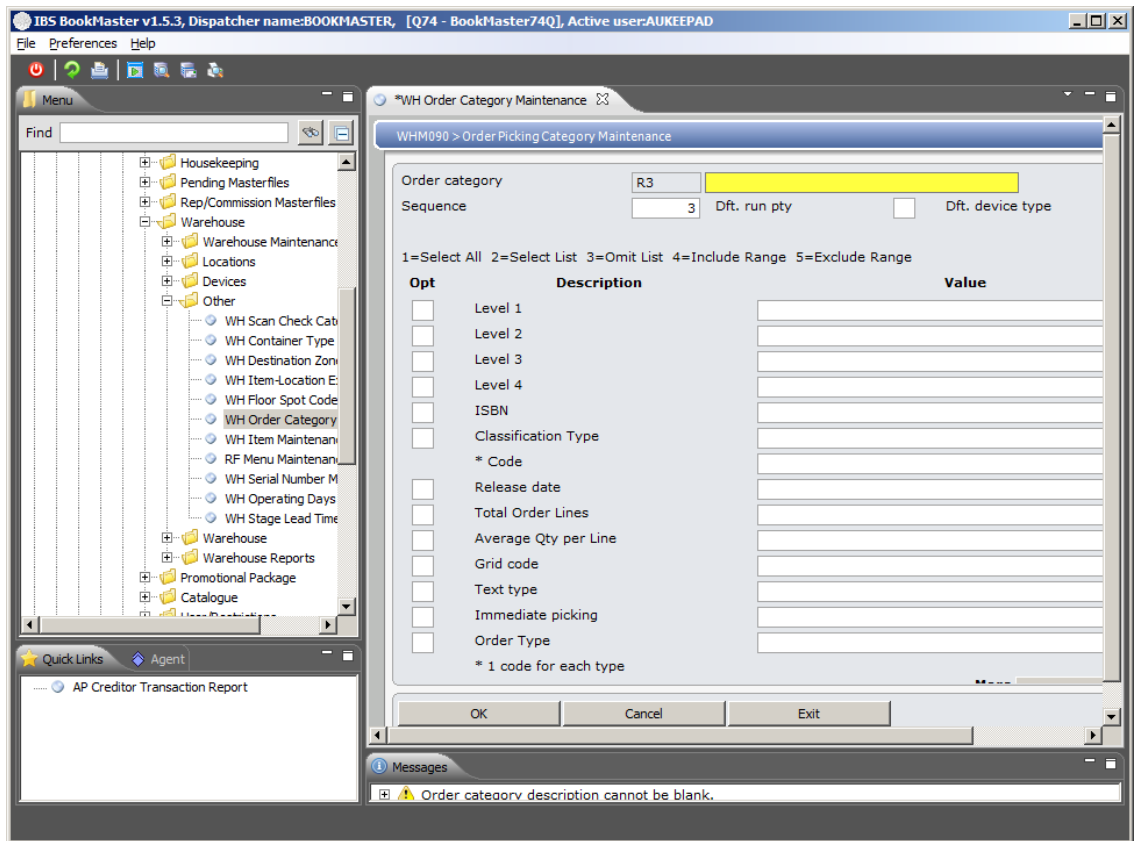 IBS BookMaster v1.5.3, Dispatcher name:BOOKMASTER, [Q74 - BookMaster74Q], Active user:AUKEEPAD
File Preferences Help
Menu
Find
Housekeeping
Pending Masterfiles
Rep/Commission Masterfiles
Warehouse
Warehouse Maintenance
Locations
Devices
Other
WH Scan Check Cat
WH Container Type
WH Destination Zon
WH Item-Location E
WH Floor Spot Code
WH Order Category
WH Item Maintenan
RF Menu Maintenan
WH Serial Number M
WH Operating Days
WH Stage Lead Time
Warehouse
Warehouse Reports
Promotional Package
Catalogue
Quick Links Agent
AP Creditor Transaction Report
*WH Order Category Maintenance
WHM090 > Order Picking Category Maintenance
Order category R3
Sequence 3 Dft. run pty Dft. device type
1=Select All 2=Select List 3=Omit List 4=Include Range 5=Exclude Range
Opt Description Value
Level 1
Level 2
Level 3
Level 4
ISBN
Classification Type
* Code
Release date
Total Order Lines
Average Qty per Line
Grid code
Text type
Immediate picking
Order Type
* 1 code for each type
OK Cancel Exit
Messages
Order category description cannot be blank.